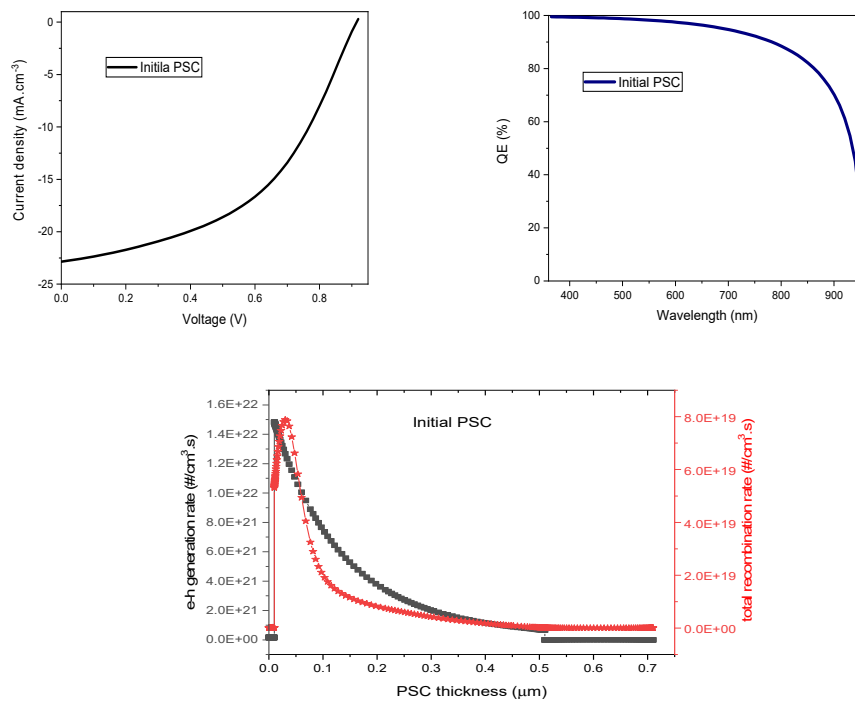 0
-5
-10
-15
-20
-25
0.0
0.2
0.4
0.6
0.8
Current density (mA.cm⁻³)
Voltage (V)
Initila PSC
100
80
60
40
20
0
400
500
600
700
800
900
QE (%)
Wavelength (nm)
Initial PSC
1.6E+22
1.4E+22
1.2E+22
1.0E+22
8.0E+21
6.0E+21
4.0E+21
2.0E+21
0.0E+00
e-h generation rate (#/cm³.s)
Initial PSC
8.0E+19
6.0E+19
4.0E+19
2.0E+19
0.0E+00
total recombination rate (#/cm³.s)
0.0
0.1
0.2
0.3
0.4
0.5
0.6
0.7
PSC thickness (μm)